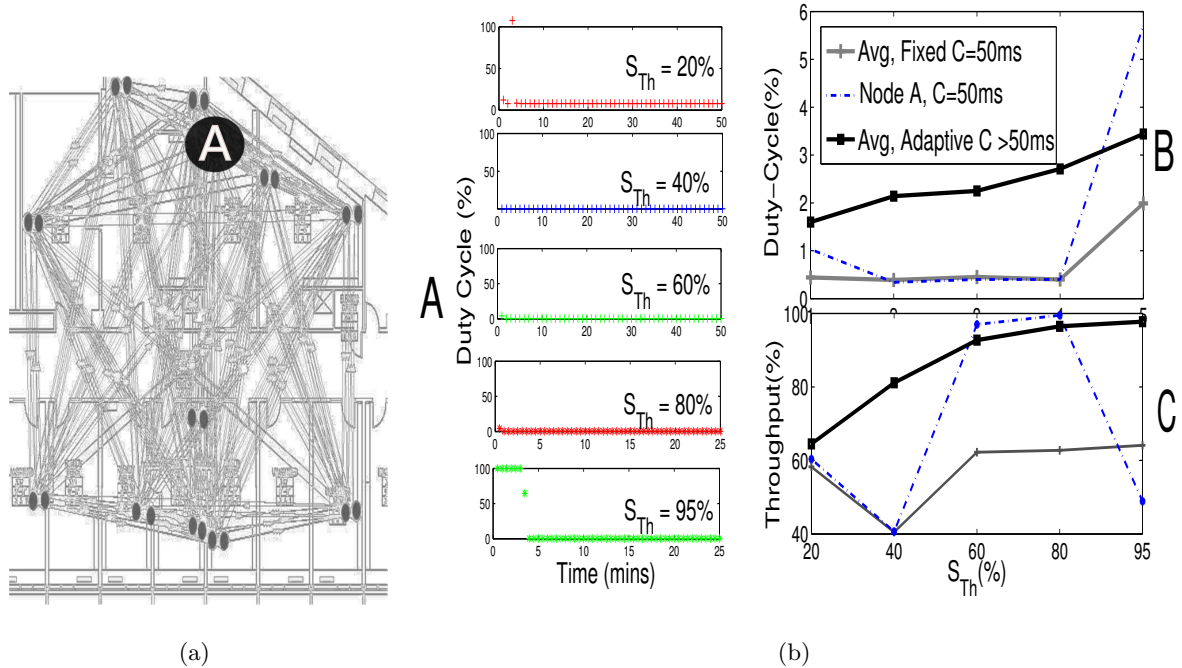 A
A
Duty Cycle (%)
100
50
0
S_Th = 20%
0 10 20 30 40 50
100
50
0
S_Th = 40%
0 10 20 30 40 50
100
50
0
S_Th = 60%
0 10 20 30 40 50
100
50
0
S_Th = 80%
0 5 10 15 20 25
100
50
0
S_Th = 95%
0 5 10 15 20 25
Time (mins)
Duty-Cycle(%)
6
5
4
3
2
1
0
Avg, Fixed C=50ms
Node A, C=50ms
Avg, Adaptive C >50ms
B
Throughput(%)
100
80
60
40
C
20 40 60 80 95
S_Th(%)
(a)
(b)